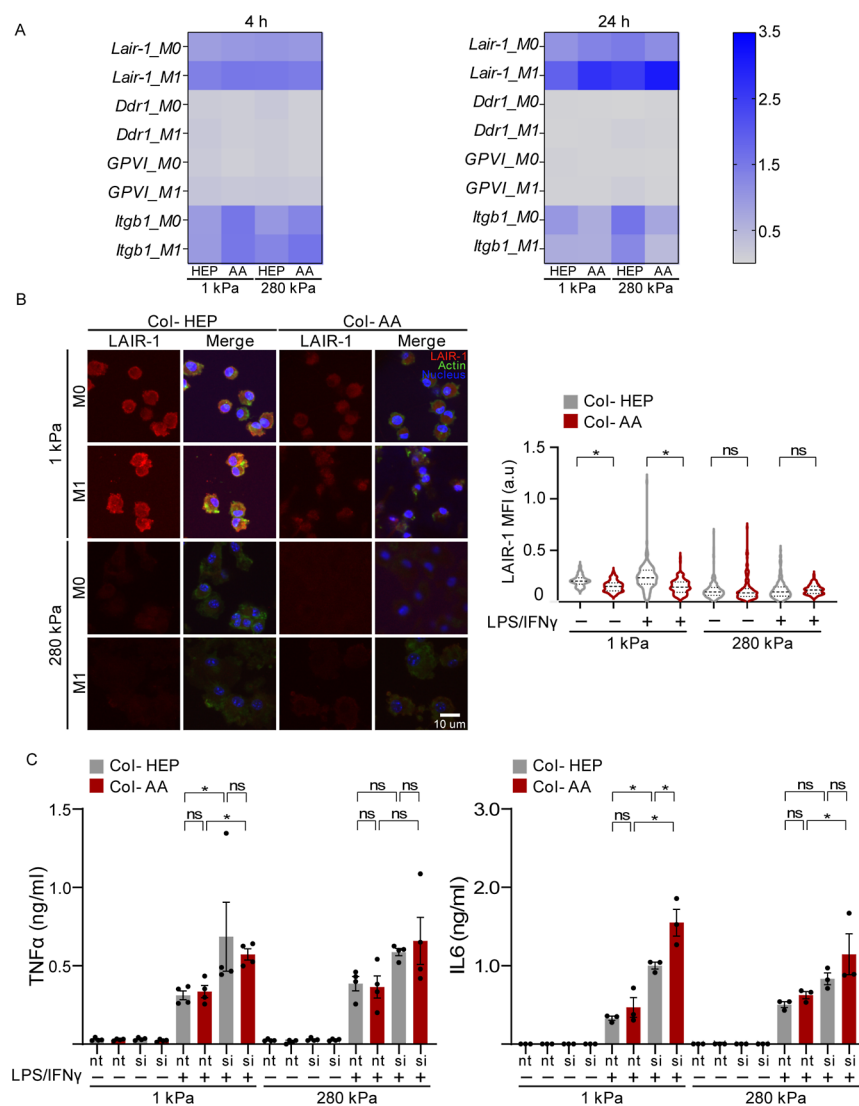 A
4 h
24 h
Lair-1_M0
Lair-1_M1
Ddr1_M0
Ddr1_M1
GPVI_M0
GPVI_M1
Itgb1_M0
Itgb1_M1
HEP AA HEP AA
1 kPa 280 kPa
Lair-1_M0
Lair-1_M1
Ddr1_M0
Ddr1_M1
GPVI_M0
GPVI_M1
Itgb1_M0
Itgb1_M1
HEP AA HEP AA
1 kPa 280 kPa
3.5
2.5
1.5
0.5
B
Col- HEP Col- AA
LAIR-1 Merge LAIR-1 Merge
LAIR-1
Actin
Nucleus
1 kPa
M0
M1
280 kPa
M0
M1
10 um
Col- HEP
Col- AA
LAIR-1 MFI (a.u)
1.5
1.0
0.5
0
* * ns ns
LPS/IFNγ − − + + − − + +
1 kPa 280 kPa
C
Col- HEP
Col- AA
TNFα (ng/ml)
1.5
1.0
0.5
* ns
ns *
ns ns
ns ns
nt nt si si nt nt si si nt nt si si nt nt si si
LPS/IFNγ − − − − + + + + − − − − + + + +
1 kPa 280 kPa
Col- HEP
Col- AA
IL6 (ng/ml)
3.0
2.0
1.0
* *
ns *
ns ns
ns *
nt nt si si nt nt si si nt nt si si nt nt si si
− − − − + + + + − − − − + + + +
1 kPa 280 kPa